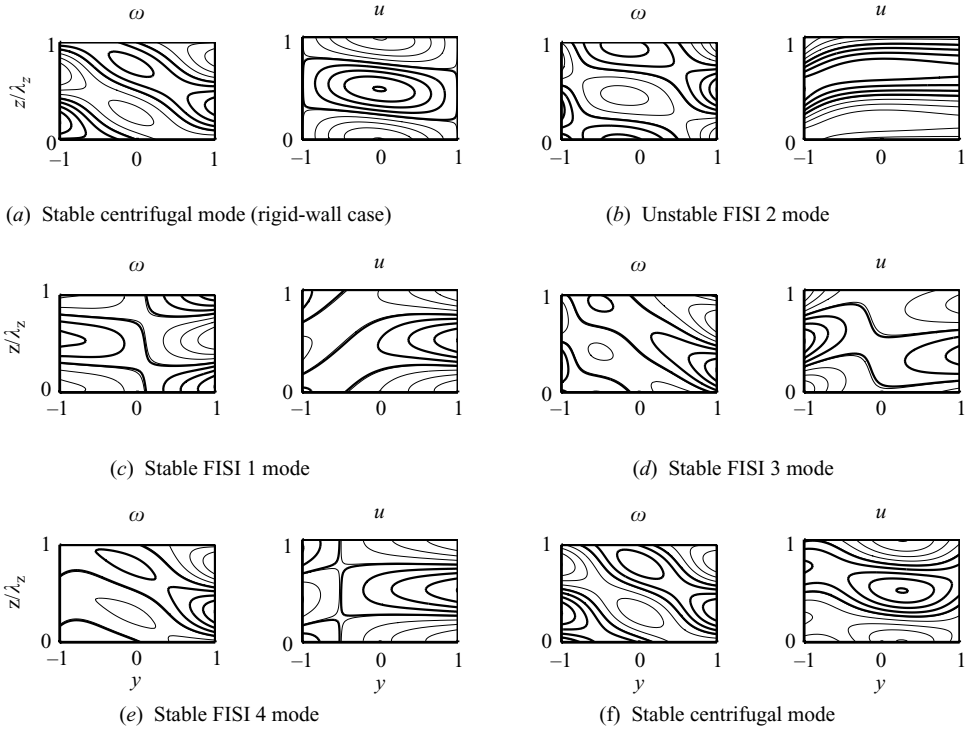 ω u ω u
z/λz
1 1 1 1
0 0 0 0
–1 0 1 –1 0 1 –1 0 1 –1 0 1
(a) Stable centrifugal mode (rigid-wall case) (b) Unstable FISI 2 mode
ω u ω u
z/λz
1 1 1 1
0 0 0 0
–1 0 1 –1 0 1 –1 0 1 –1 0 1
(c) Stable FISI 1 mode (d) Stable FISI 3 mode
ω u ω u
z/λz
1 1 1 1
0 0 0 0
–1 0 1 –1 0 1 –1 0 1 –1 0 1
y y y y
(e) Stable FISI 4 mode (f) Stable centrifugal mode